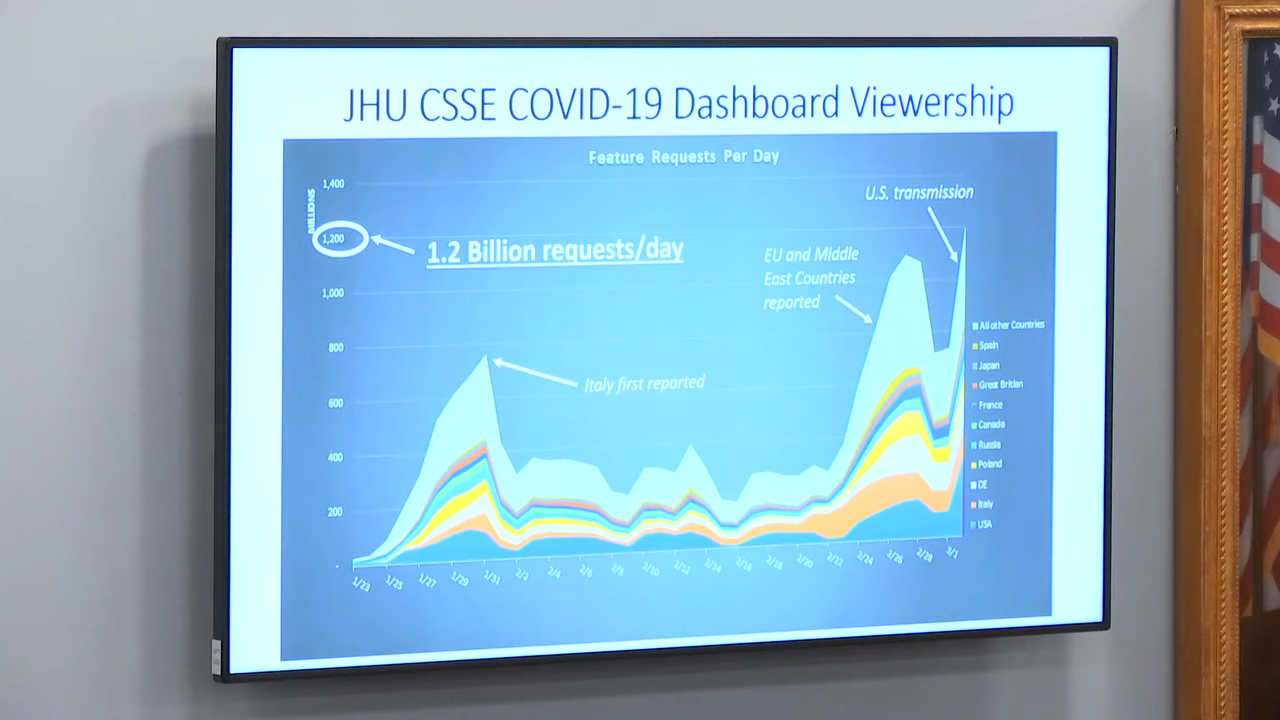 JHU CSSE COVID-19 Dashboard Viewership
Feature Requests Per Day
MILLIONS
1,400
1,200
1,000
800
600
400
200
-
1.2 Billion requests/day
Italy first reported
EU and Middle
East Countries
reported
U.S. transmission
All other Countries
Spain
Japan
Great Britian
France
Canada
Russia
Poland
DE
Italy
USA
1/23
1/25
1/27
1/29
1/31
2/2
2/4
2/6
2/8
2/10
2/12
2/14
2/16
2/18
2/20
2/22
2/24
2/26
2/28
3/1